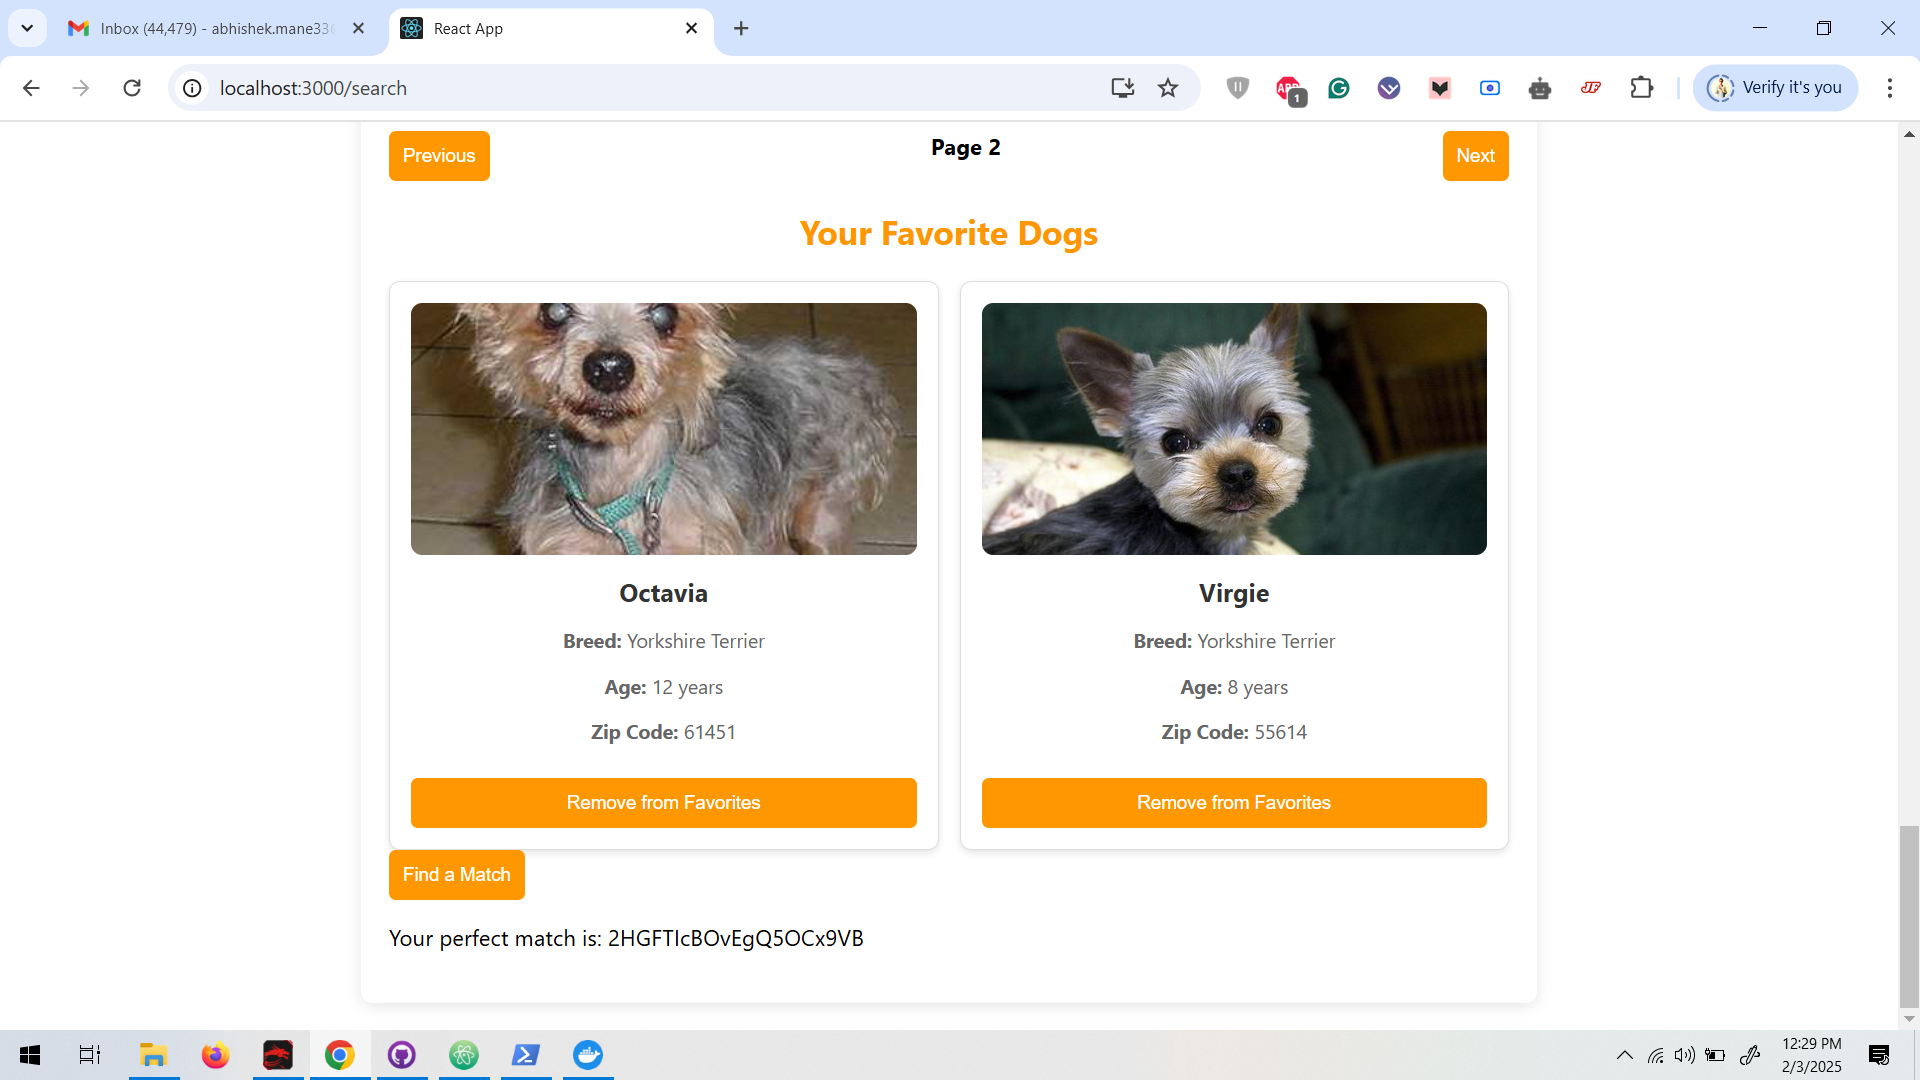 Inbox (44,479) - abhishek.mane33
React App
localhost:3000/search
1
Verify it's you
Previous
Page 2
Next
Your Favorite Dogs
Octavia
Breed: Yorkshire Terrier
Age: 12 years
Zip Code: 61451
Remove from Favorites
Virgie
Breed: Yorkshire Terrier
Age: 8 years
Zip Code: 55614
Remove from Favorites
Find a Match
Your perfect match is: 2HGFTIcBOvEgQ5OCx9VB
12:29 PM
2/3/2025